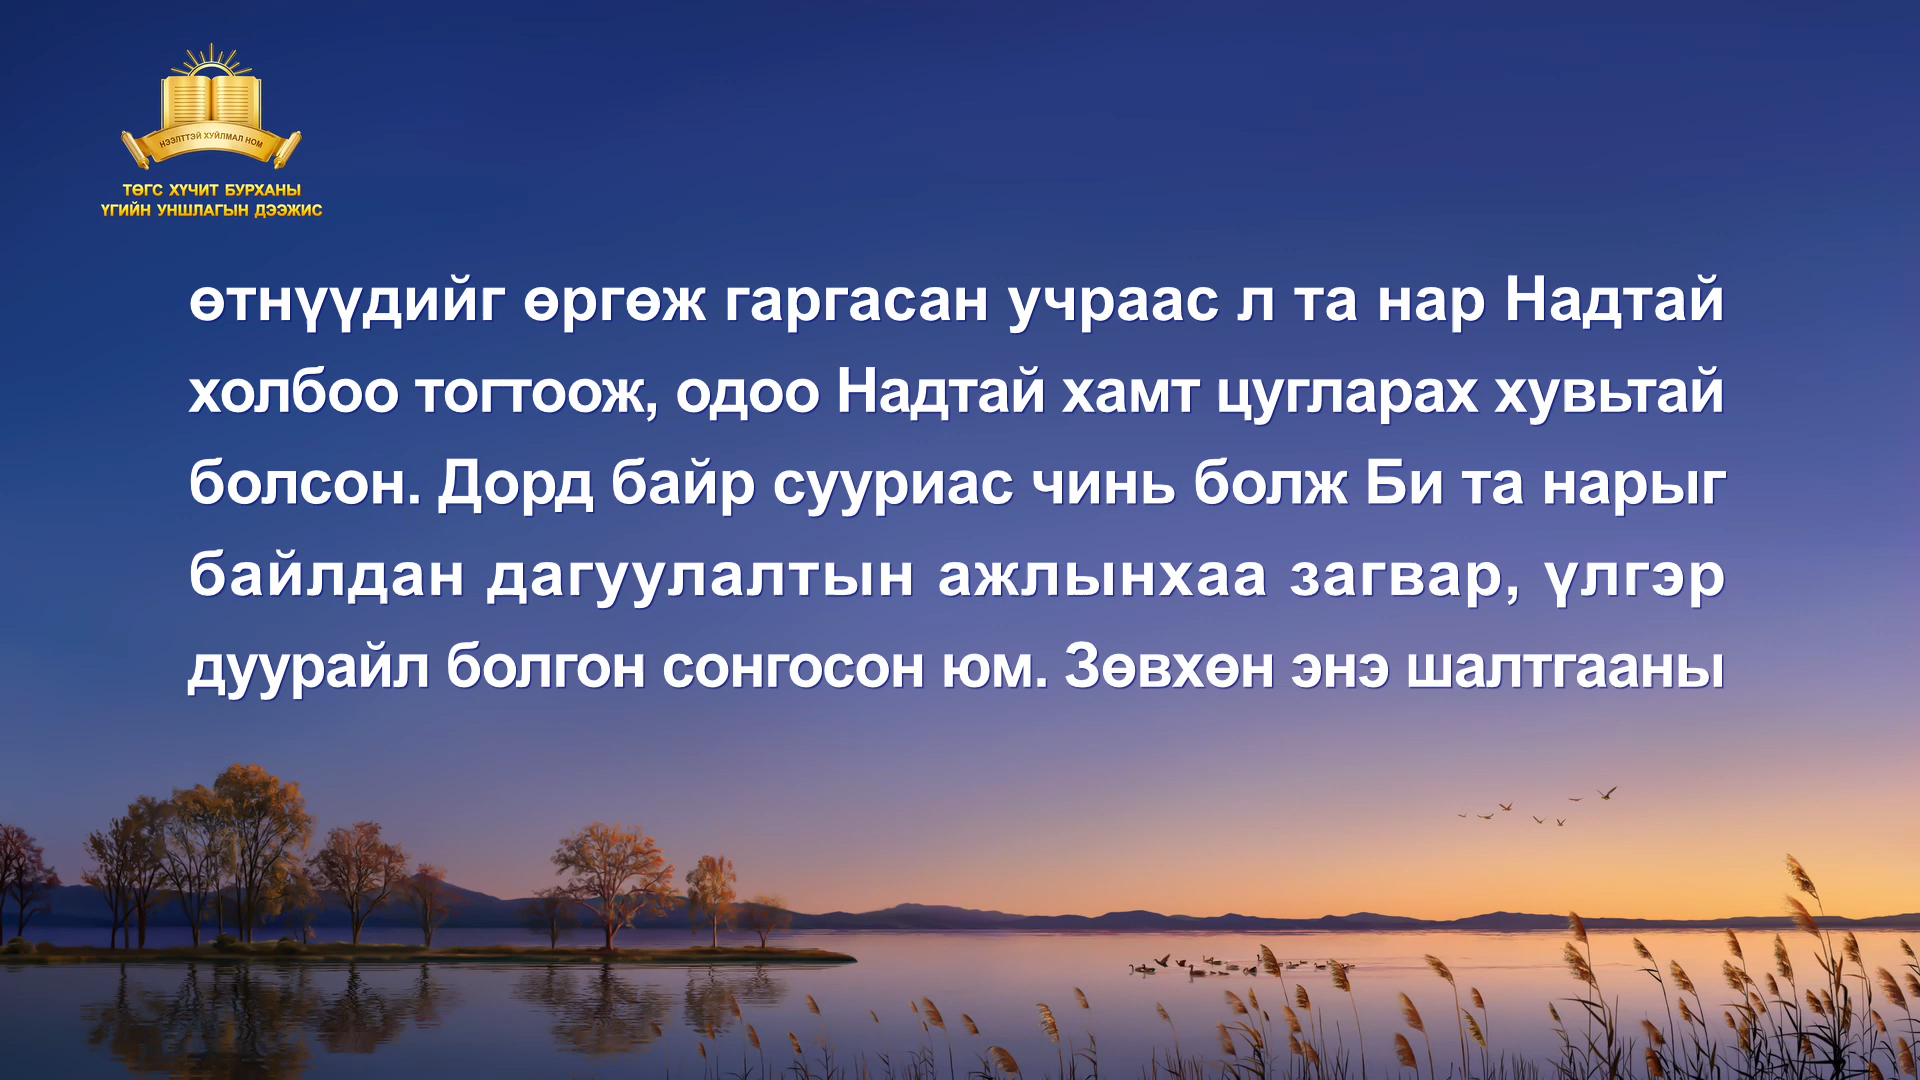 НЭЭЛТТЭЙ ХУЙЛМАЛ НОМ
ТӨГС ХҮЧИТ БУРХАНЫ
ҮГИЙН УНШЛАГЫН ДЭЭЖИС
өтнүүдийг өргөж гаргасан учраас л та нар Надтай
холбоо тогтоож, одоо Надтай хамт цугларах хувьтай
болсон. Дорд байр сууриас чинь болж Би та нарыг
байлдан дагуулалтын ажлынхаа загвар, үлгэр
дуурайл болгон сонгосон юм. Зөвхөн энэ шалтгааны